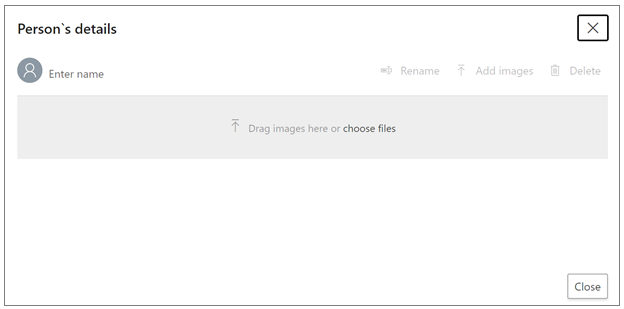 Person`s details
Enter name
Rename
Add images
Delete
Drag images here or choose files
Close